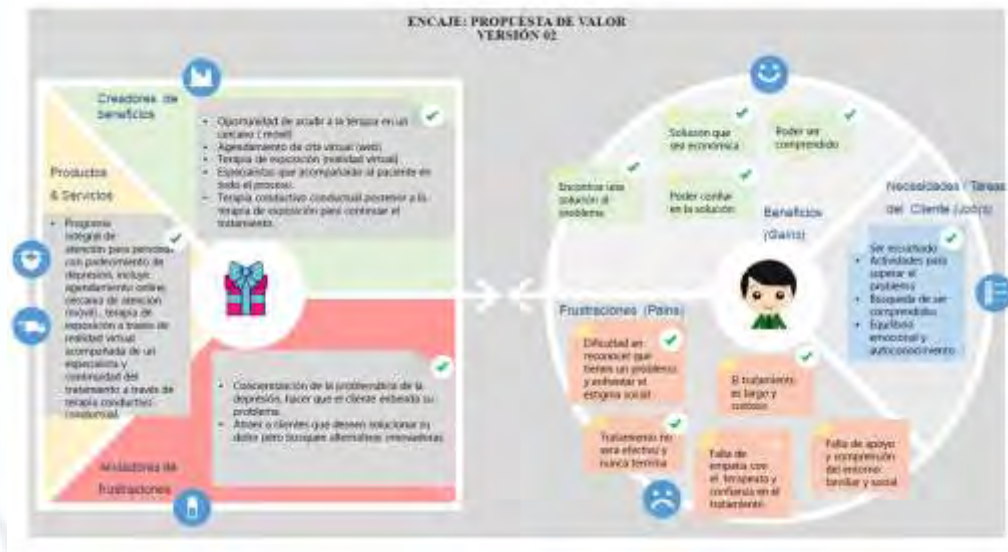 ENCAJE: PROPUESTA DE VALOR
VERSIÓN 02
Creadores de
beneficios
• Oportunidad de acudir a la terapia en un
cercano (móvil)
• Agendamiento de cita virtual (web)
• Terapia de exposición (realidad virtual)
• Especialistas que acompañarán al paciente en
todo el proceso.
• Terapia conductivo conductual posterior a la
terapia de exposición para continuar el
tratamiento.
Productos
& Servicios
• Programa
integral de
atención para personas
con padecimiento de
depresión, incluye
agendamiento online,
cercanía de atención
(móvil), terapia de
exposición a través de
realidad virtual
acompañada de un
especialista y
continuidad del
tratamiento a través de
terapia conductivo
conductual.
• Concientización de la problemática de la
depresión, hacer que el cliente entienda su
problema.
• Atraer a clientes que deseen solucionar su
dolor pero busquen alternativas innovadoras
Aliviadores de
frustraciones
Solución que
sea económica
Poder ser
comprendido
Encontrar una
solución al
problema
Poder confiar
en la solución
Beneficios
(Gains)
Necesidades / Tareas
del Cliente (Jobs)
• Ser escuchado
• Actividades para
superar el
problema
• Búsqueda de ser
comprendido
• Equilibrio
emocional y
autoconocimiento
Frustraciones (Pains)
Dificultad en
reconocer que
tienen un problema
y enfrentar el
estigma social
El tratamiento
es largo y
costoso
Tratamiento no
sea efectivo y
nunca termina
Falta de
empatía con
el terapeuta y
confianza en el
tratamiento
Falta de apoyo
y comprensión
del entorno
familiar y social